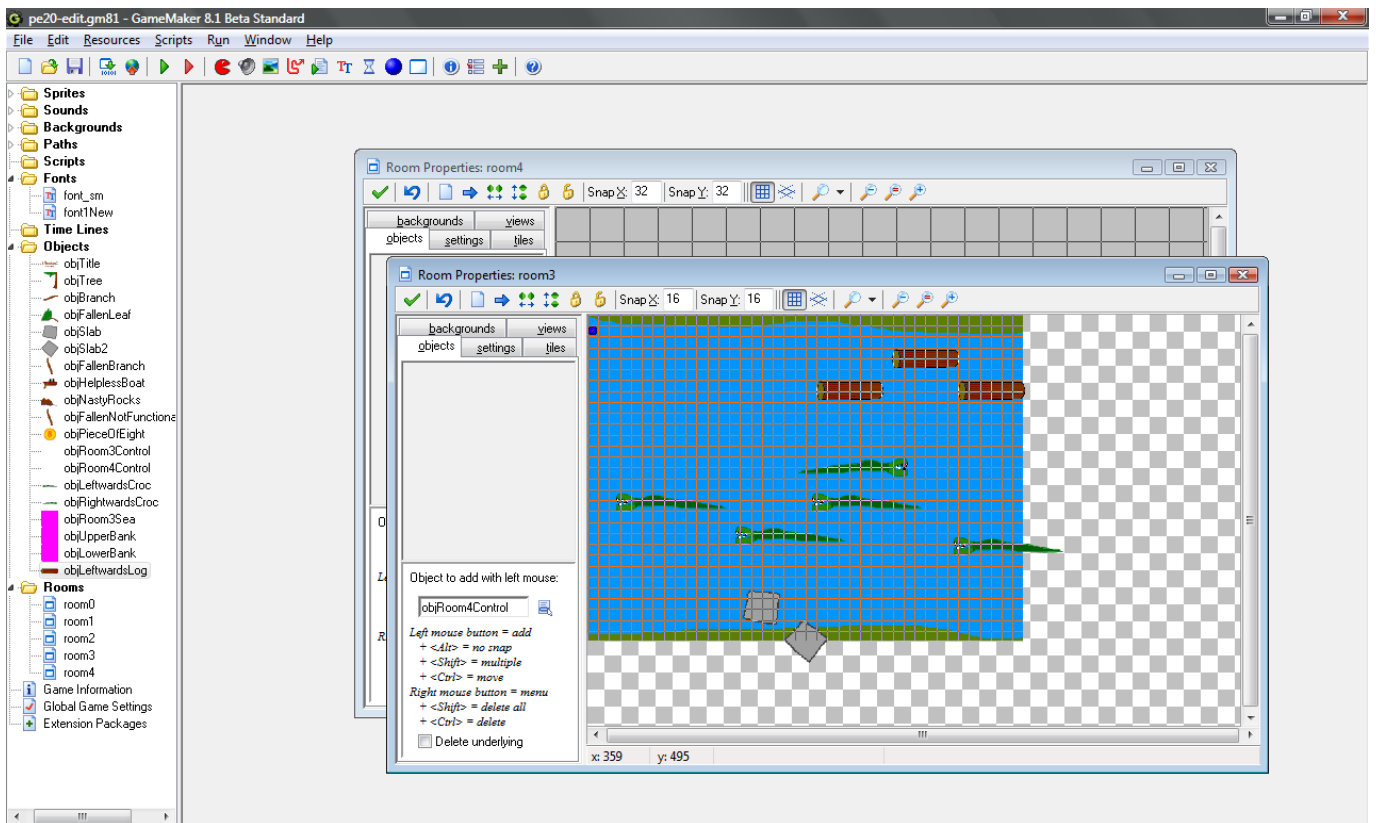 pe20-edit.gm81 - GameMaker 8.1 Beta Standard
File Edit Resources Scripts Run Window Help
Sprites
Sounds
Backgrounds
Paths
Scripts
Fonts
font_sm
font1New
Time Lines
Objects
objTitle
objTree
objBranch
objFallenLeaf
objSlab
objSlab2
objFallenBranch
objHelplessBoat
objNastyRocks
objFallenNotFunctiona
objPieceOfEight
objRoom3Control
objRoom4Control
objLeftwardsCroc
objRightwardsCroc
objRoom3Sea
objUpperBank
objLowerBank
objLeftwardsLog
Rooms
room0
room1
room2
room3
room4
Game Information
Global Game Settings
Extension Packages
Room Properties: room4
Snap X: 32 Snap Y: 32
backgrounds views
objects settings tiles
O
Le
R
Room Properties: room3
Snap X: 16 Snap Y: 16
backgrounds views
objects settings tiles
Object to add with left mouse:
objRoom4Control
Left mouse button = add
+ <Alt> = no snap
+ <Shift> = multiple
+ <Ctrl> = move
Right mouse button = menu
+ <Shift> = delete all
+ <Ctrl> = delete
Delete underlying
x: 359 y: 495